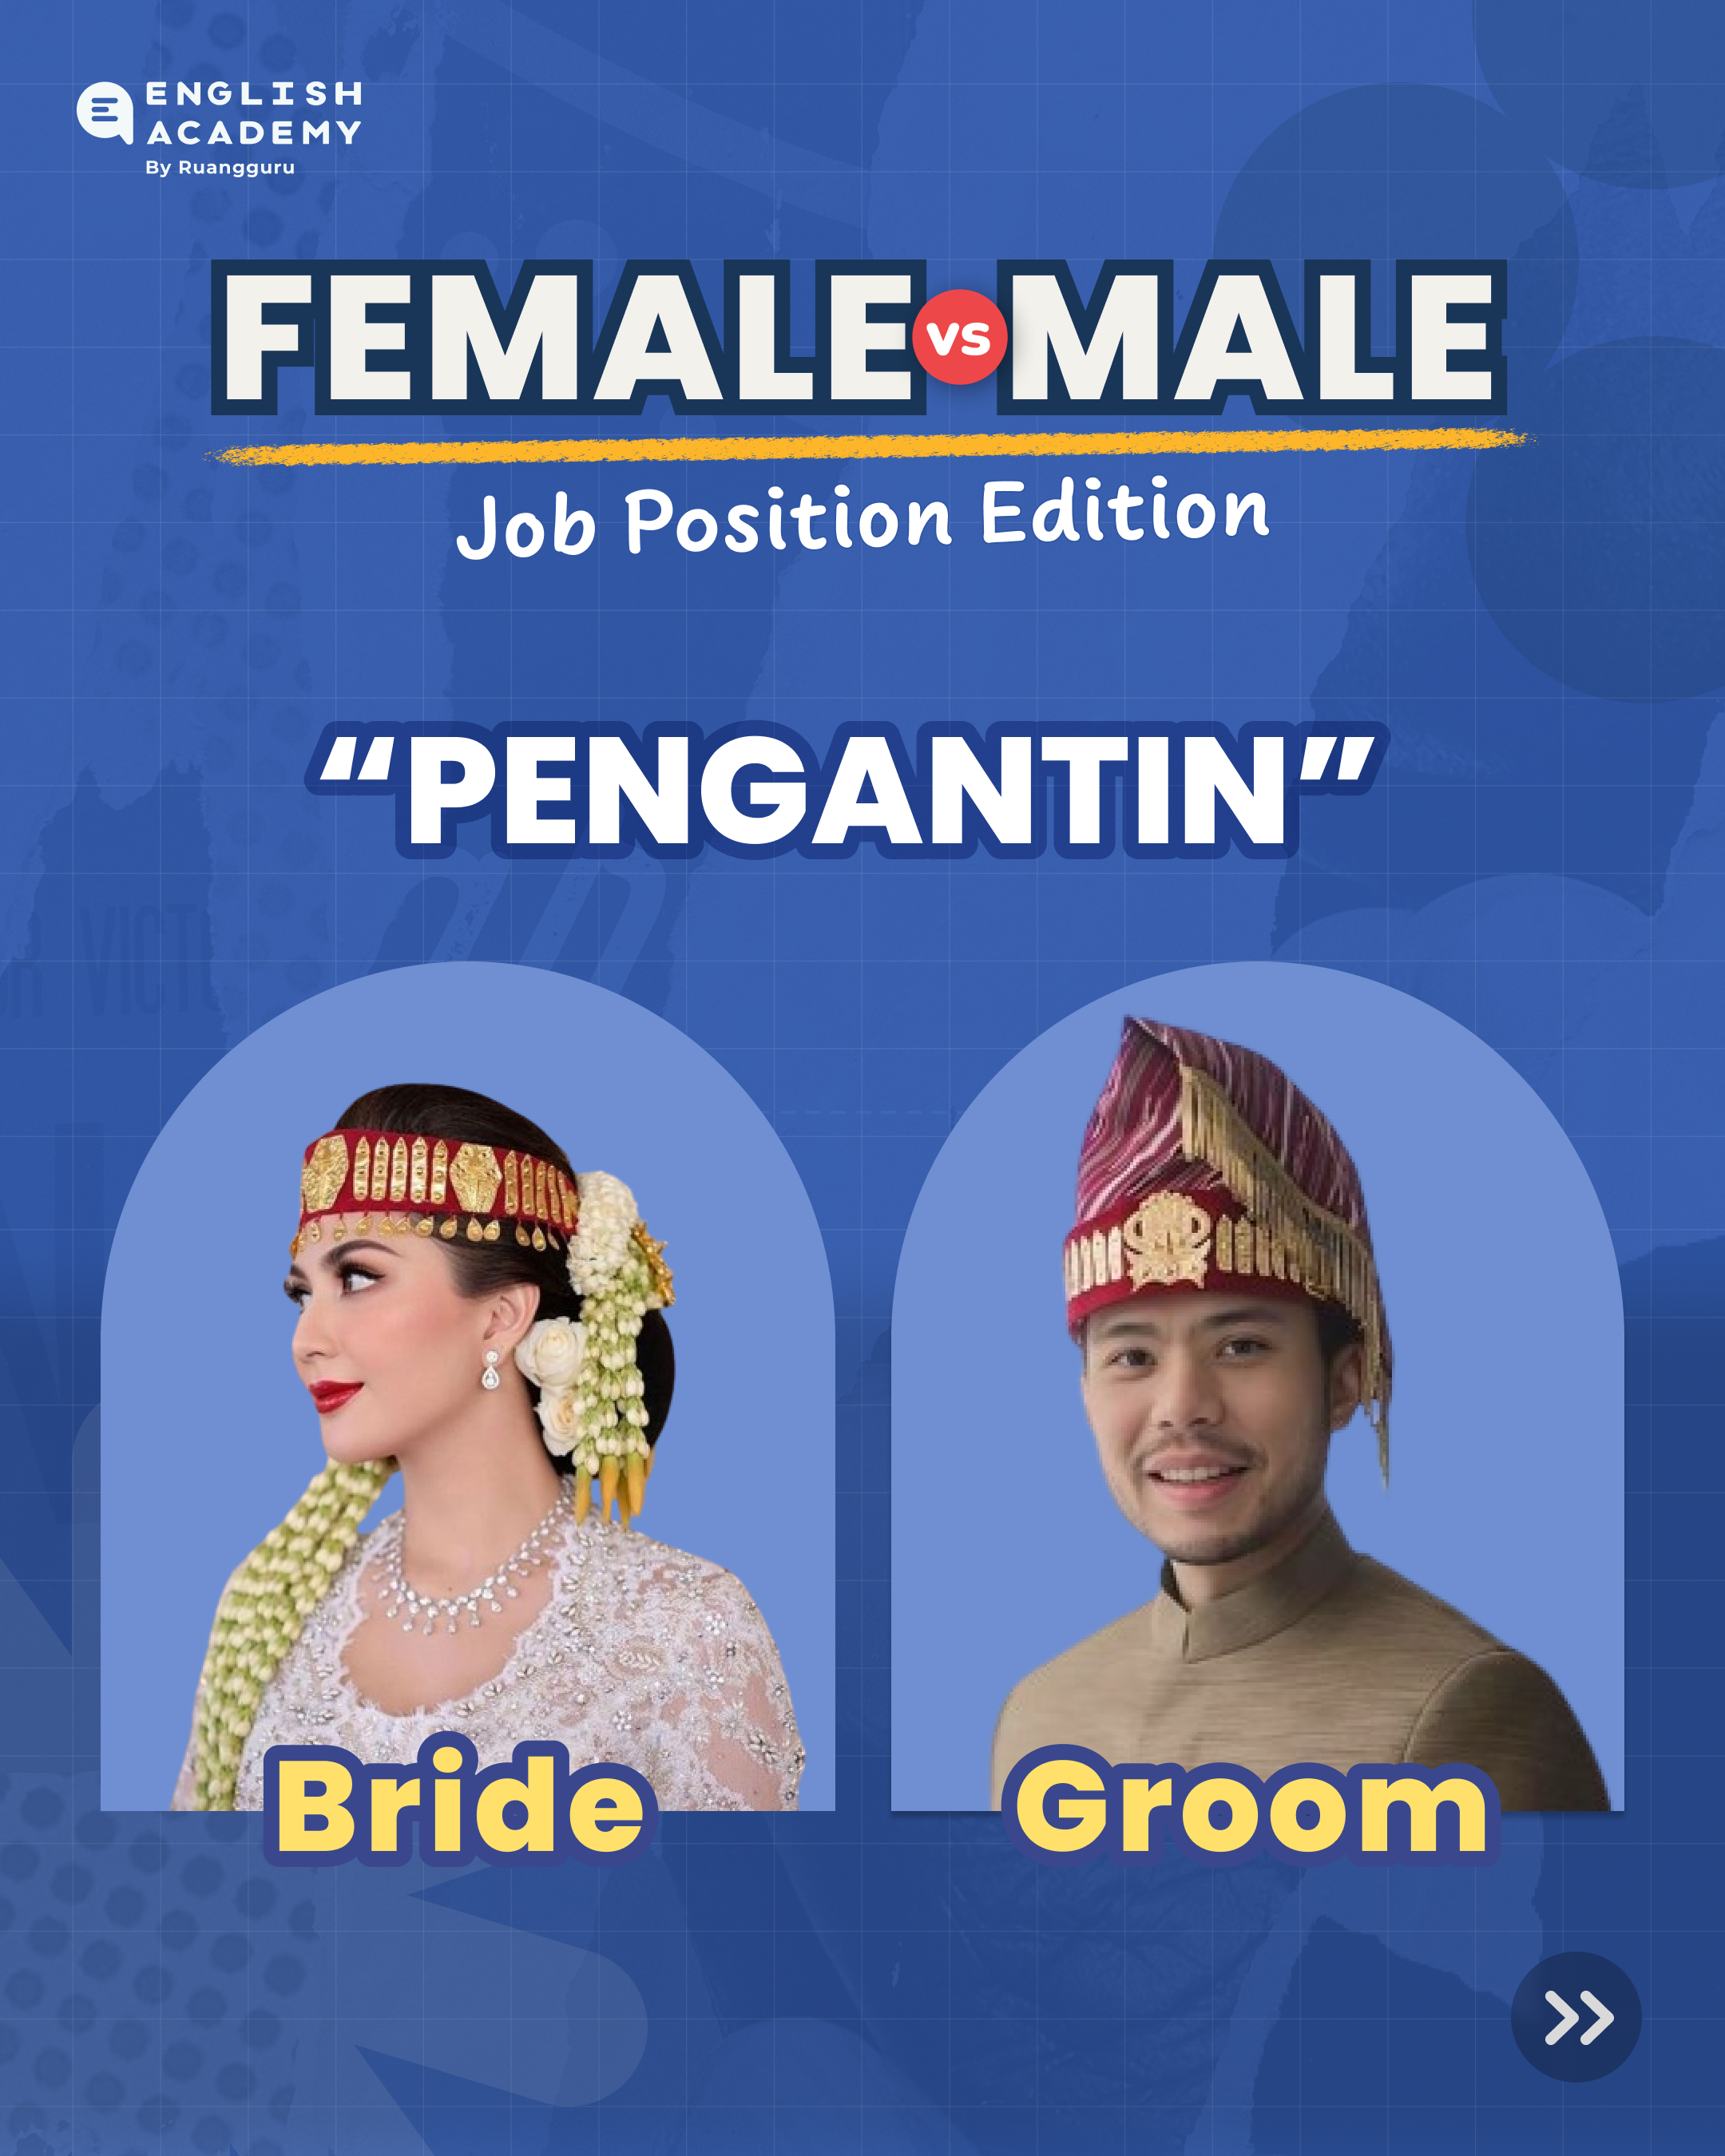 ENGLISH
ACADEMY
By Ruangguru
FEMALE vs MALE
Job Position Edition
“PENGANTIN”
Bride
Groom